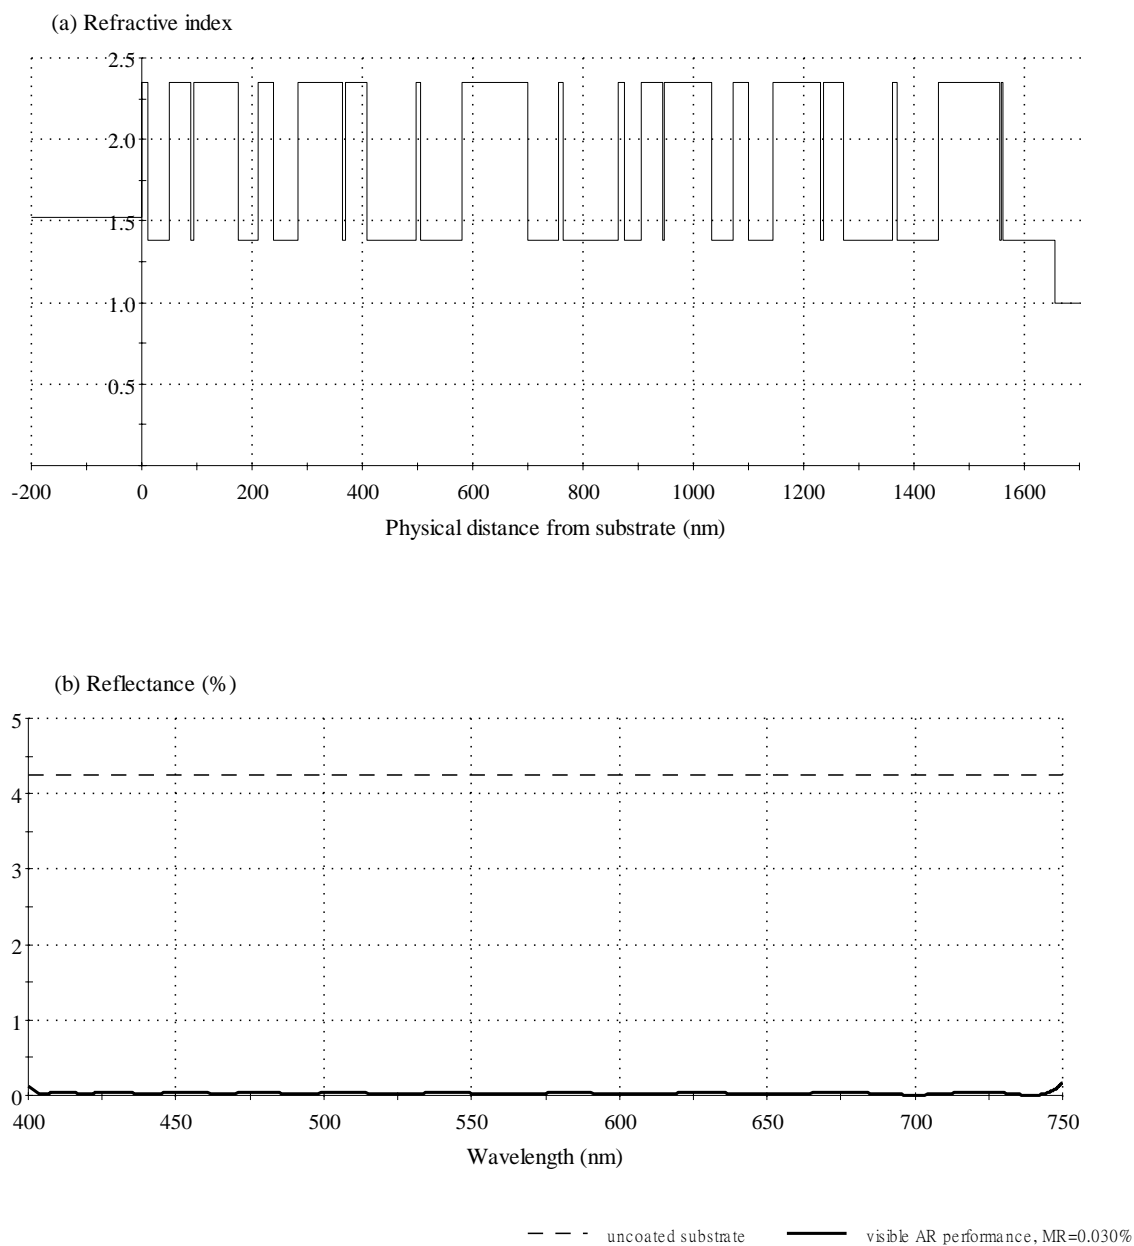 (a) Refractive index
2.5
2.0
1.5
1.0
0.5
-200 0 200 400 600 800 1000 1200 1400 1600
Physical distance from substrate (nm)
(b) Reflectance (%)
5
4
3
2
1
0
400 450 500 550 600 650 700 750
Wavelength (nm)
uncoated substrate visible AR performance, MR=0.030%